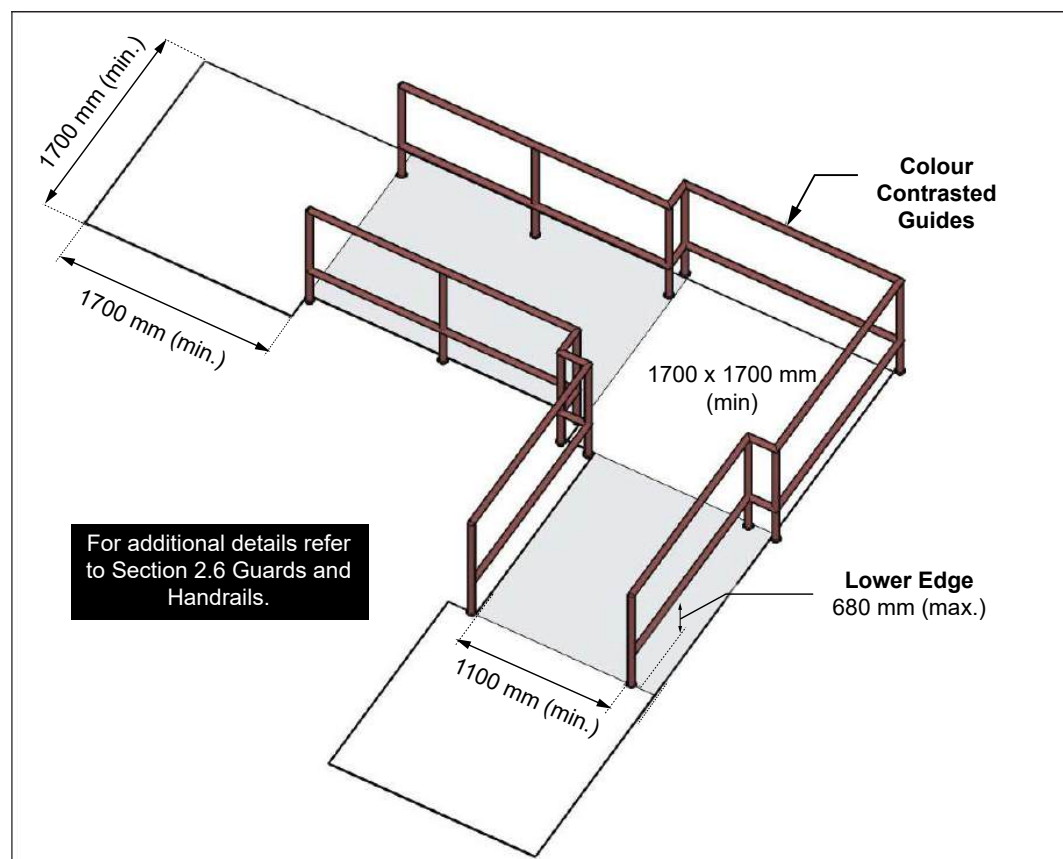 1700 mm (min.)
Colour
Contrasted
Guides
1700 mm (min.)
1700 x 1700 mm
(min)
For additional details refer
to Section 2.6 Guards and
Handrails.
Lower Edge
680 mm (max.)
1100 mm (min.)